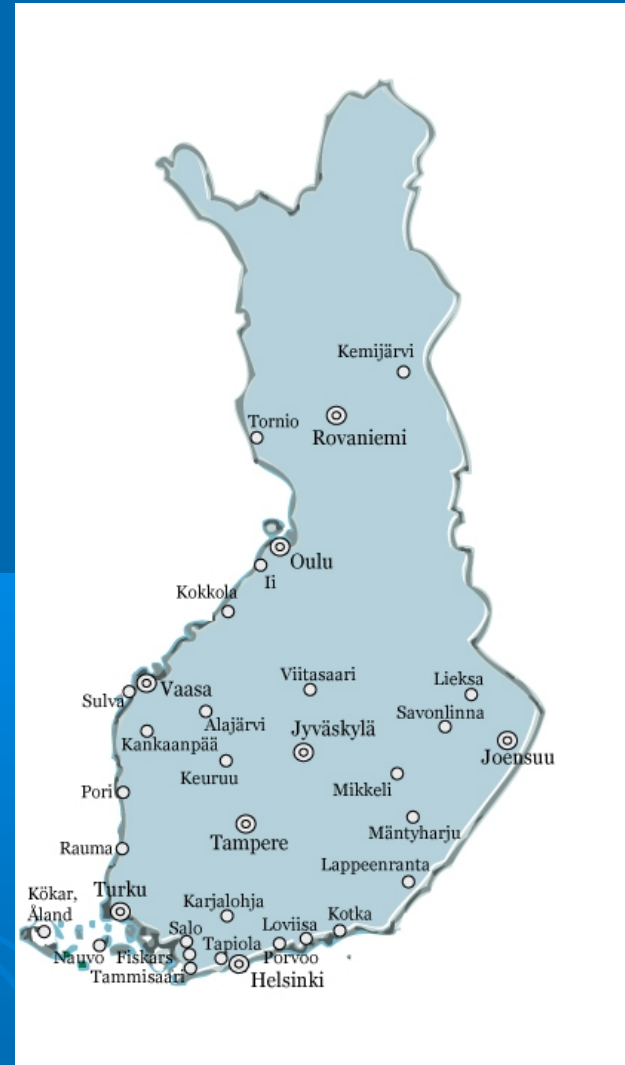 Kemijärvi
Tornio
Rovaniemi
Oulu
Ii
Kokkola
Viitasaari
Lieksa
Sulva
Vaasa
Savonlinna
Alajärvi
Jyväskylä
Kankaanpää
Joensuu
Keuruu
Mikkeli
Pori
Mäntyharju
Tampere
Rauma
Lappeenranta
Turku
Kökar,
Åland
Karjalohja
Kotka
Salo
Loviisa
Tapiola
Nauvo
Fiskars
Porvoo
Tammisaari
Helsinki